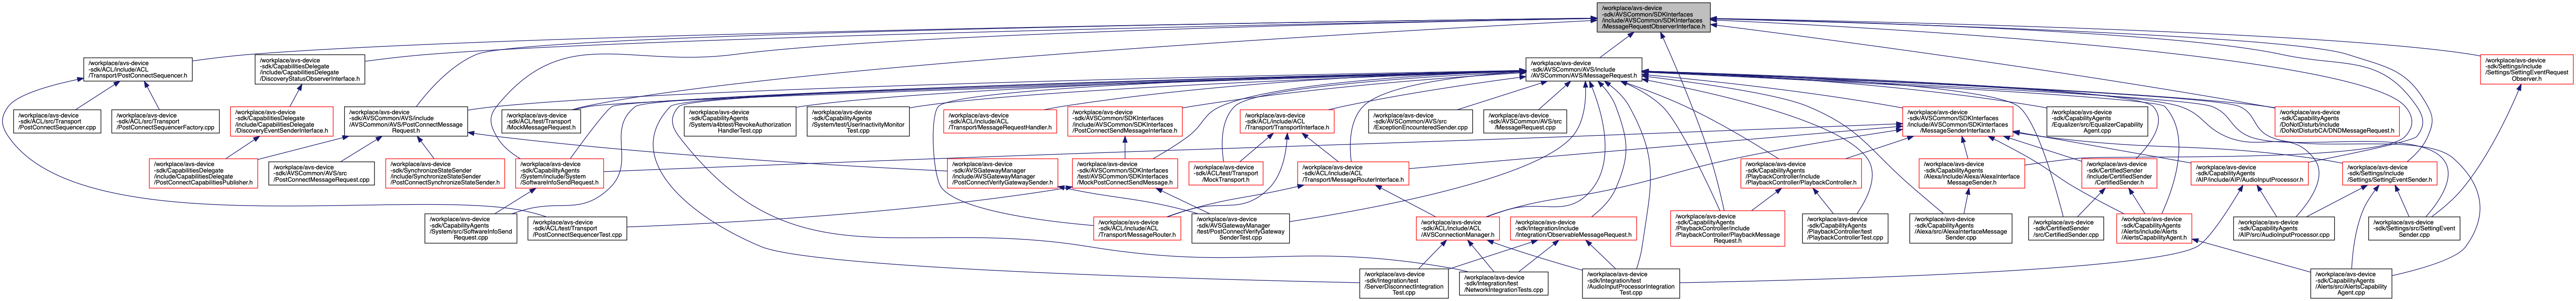 /workplace/avs-device
-sdk/AVSCommon/SDKInterfaces
/include/AVSCommon/SDKInterfaces
/MessageRequestObserverInterface.h
/workplace/avs-device
-sdk/ACL/include/ACL
/Transport/PostConnectSequencer.h
/workplace/avs-device
-sdk/CapabilitiesDelegate
/include/CapabilitiesDelegate
/DiscoveryStatusObserverInterface.h
/workplace/avs-device
-sdk/AVSCommon/AVS/include
/AVSCommon/AVS/MessageRequest.h
/workplace/avs-device
-sdk/Settings/include
/Settings/SettingEventRequest
Observer.h
/workplace/avs-device
-sdk/ACL/src/Transport
/PostConnectSequencer.cpp
/workplace/avs-device
-sdk/ACL/src/Transport
/PostConnectSequencerFactory.cpp
/workplace/avs-device
-sdk/CapabilitiesDelegate
/include/CapabilitiesDelegate
/DiscoveryEventSenderInterface.h
/workplace/avs-device
-sdk/AVSCommon/AVS/include
/AVSCommon/AVS/PostConnectMessage
Request.h
/workplace/avs-device
-sdk/ACL/test/Transport
/MockMessageRequest.h
/workplace/avs-device
-sdk/CapabilityAgents
/System/test/RevokeAuthorization
HandlerTest.cpp
/workplace/avs-device
-sdk/CapabilityAgents
/System/test/UserInactivityMonitor
Test.cpp
/workplace/avs-device
-sdk/ACL/include/ACL
/Transport/MessageRequestHandler.h
/workplace/avs-device
-sdk/AVSCommon/SDKInterfaces
/include/AVSCommon/SDKInterfaces
/PostConnectSendMessageInterface.h
/workplace/avs-device
-sdk/ACL/include/ACL
/Transport/TransportInterface.h
/workplace/avs-device
-sdk/AVSCommon/AVS/src
/ExceptionEncounteredSender.cpp
/workplace/avs-device
-sdk/AVSCommon/AVS/src
/MessageRequest.cpp
/workplace/avs-device
-sdk/AVSCommon/SDKInterfaces
/include/AVSCommon/SDKInterfaces
/MessageSenderInterface.h
/workplace/avs-device
-sdk/CapabilityAgents
/Equalizer/src/EqualizerCapability
Agent.cpp
/workplace/avs-device
-sdk/CapabilityAgents
/DoNotDisturb/include
/DoNotDisturbCA/DNDMessageRequest.h
/workplace/avs-device
-sdk/CapabilitiesDelegate
/include/CapabilitiesDelegate
/PostConnectCapabilitiesPublisher.h
/workplace/avs-device
-sdk/AVSCommon/AVS/src
/PostConnectMessageRequest.cpp
/workplace/avs-device
-sdk/SynchronizeStateSender
/include/SynchronizeStateSender
/PostConnectSynchronizeStateSender.h
/workplace/avs-device
-sdk/CapabilityAgents
/System/include/System
/SoftwareInfoSendRequest.h
/workplace/avs-device
-sdk/AVSGatewayManager
/include/AVSGatewayManager
/PostConnectVerifyGatewaySender.h
/workplace/avs-device
-sdk/AVSCommon/SDKInterfaces
/test/AVSCommon/SDKInterfaces
/MockPostConnectSendMessage.h
/workplace/avs-device
-sdk/ACL/test/Transport
/MockTransport.h
/workplace/avs-device
-sdk/ACL/include/ACL
/Transport/MessageRouterInterface.h
/workplace/avs-device
-sdk/CapabilityAgents
/PlaybackController/include
/PlaybackController/PlaybackController.h
/workplace/avs-device
-sdk/CapabilityAgents
/Alexa/include/Alexa/AlexaInterface
MessageSender.h
/workplace/avs-device
-sdk/CertifiedSender
/include/CertifiedSender
/CertifiedSender.h
/workplace/avs-device
-sdk/CapabilityAgents
/AIP/include/AIP/AudioInputProcessor.h
/workplace/avs-device
-sdk/Settings/include
/Settings/SettingEventSender.h
/workplace/avs-device
-sdk/CapabilityAgents
/System/src/SoftwareInfoSend
Request.cpp
/workplace/avs-device
-sdk/ACL/test/Transport
/PostConnectSequencerTest.cpp
/workplace/avs-device
-sdk/ACL/include/ACL
/Transport/MessageRouter.h
/workplace/avs-device
-sdk/AVSGatewayManager
/test/PostConnectVerifyGateway
SenderTest.cpp
/workplace/avs-device
-sdk/ACL/include/ACL
/AVSConnectionManager.h
/workplace/avs-device
-sdk/Integration/include
/Integration/ObservableMessageRequest.h
/workplace/avs-device
-sdk/CapabilityAgents
/PlaybackController/include
/PlaybackController/PlaybackMessage
Request.h
/workplace/avs-device
-sdk/CapabilityAgents
/PlaybackController/test
/PlaybackControllerTest.cpp
/workplace/avs-device
-sdk/CapabilityAgents
/Alexa/src/AlexaInterfaceMessage
Sender.cpp
/workplace/avs-device
-sdk/CertifiedSender
/src/CertifiedSender.cpp
/workplace/avs-device
-sdk/CapabilityAgents
/Alerts/include/Alerts
/AlertsCapabilityAgent.h
/workplace/avs-device
-sdk/CapabilityAgents
/AIP/src/AudioInputProcessor.cpp
/workplace/avs-device
-sdk/Settings/src/SettingEvent
Sender.cpp
/workplace/avs-device
-sdk/Integration/test
/ServerDisconnectIntegration
Test.cpp
/workplace/avs-device
-sdk/Integration/test
/NetworkIntegrationTests.cpp
/workplace/avs-device
-sdk/Integration/test
/AudioInputProcessorIntegration
Test.cpp
/workplace/avs-device
-sdk/CapabilityAgents
/Alerts/src/AlertsCapability
Agent.cpp